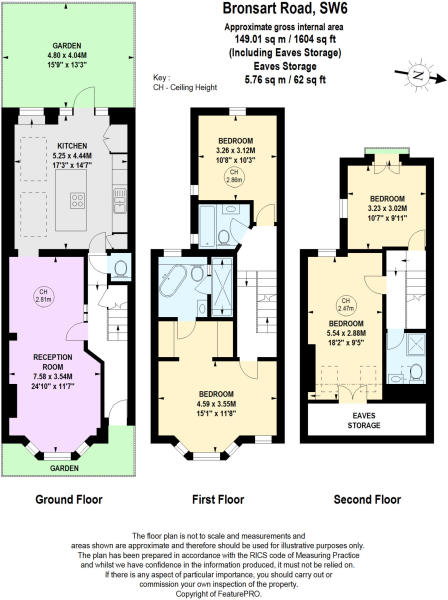 Bronsart Road, SW6
Approximate gross internal area
149.01 sq m / 1604 sq ft
(Including Eaves Storage)
Eaves Storage
5.76 sq m / 62 sq ft
Key :
CH - Ceiling Height
N
GARDEN
4.80 x 4.04M
15'9" x 13'3"
KITCHEN
5.25 x 4.44M
17'3" x 14'7"
CH
2.81m
RECEPTION
ROOM
7.58 x 3.54M
24'10" x 11'7"
GARDEN
Ground Floor
BEDROOM
3.26 x 3.12M
10'8" x 10'3"
CH
2.86m
BEDROOM
4.59 x 3.55M
15'1" x 11'8"
First Floor
BEDROOM
3.23 x 3.02M
10'7" x 9'11"
CH
2.47m
BEDROOM
5.54 x 2.88M
18'2" x 9'5"
EAVES
STORAGE
Second Floor
The floor plan is not to scale and measurements and
areas shown are approximate and therefore should be used for illustrative purposes only.
The plan has been prepared in accordance with the RICS code of Measuring Practice
and whilst we have confidence in the information produced, it must not be relied on.
If there is any aspect of particular importance, you should carry out or
commission your own inspection of the property.
Copyright of FeaturePRO.